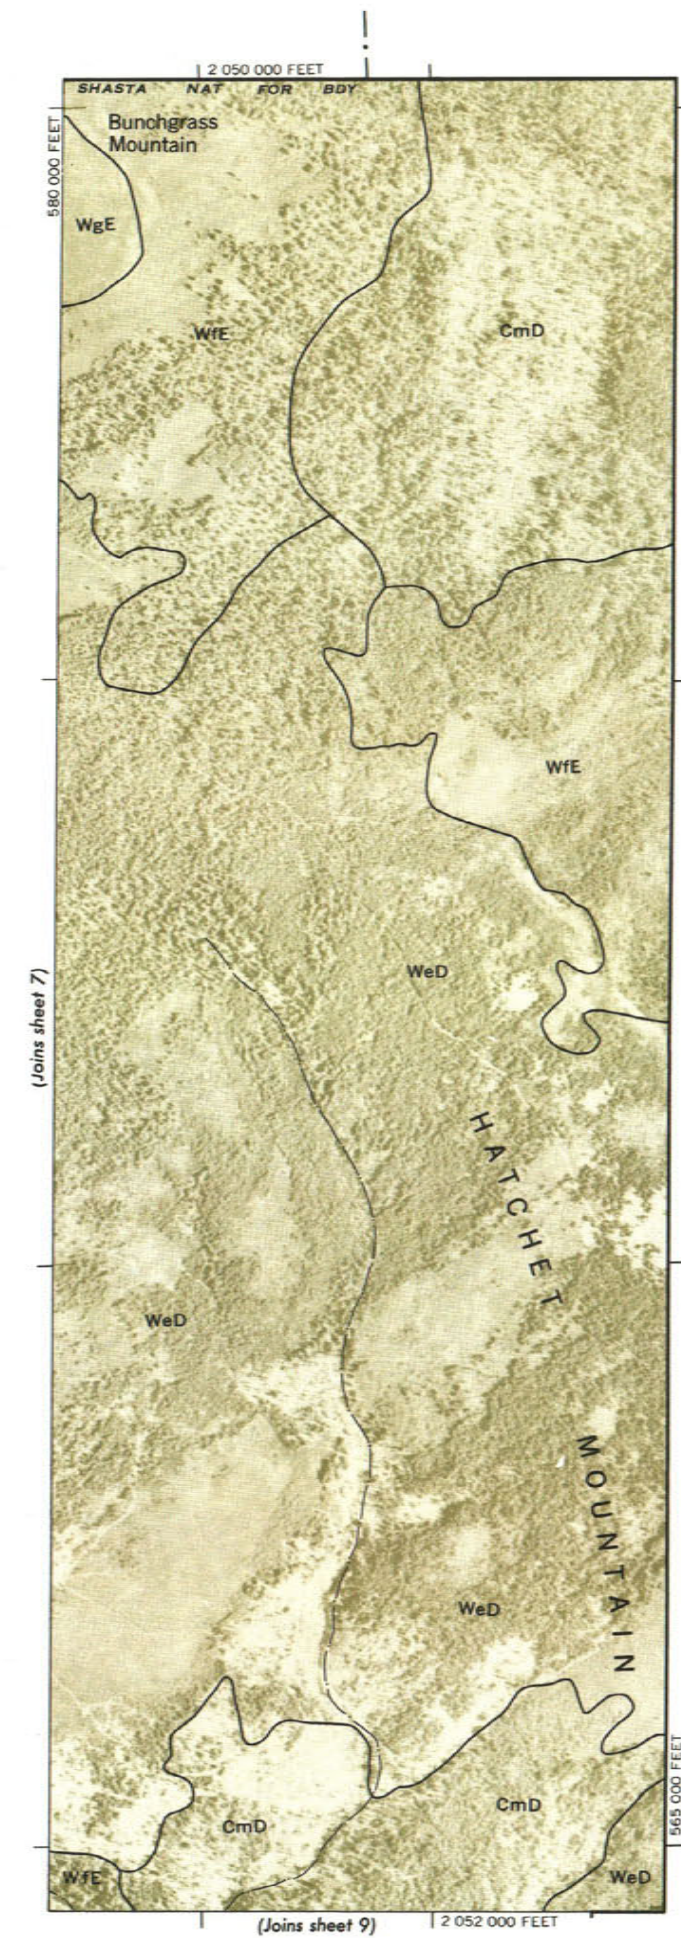 2 050 000 FEET
SHASTA NAT FOR BDY
580 000 FEET
Bunchgrass
Mountain
WgE
WfE
CmD
WfE
WeD
(Joins sheet 7)
HATCHET
WeD
MOUNTAIN
WeD
565 000 FEET
CmD
CmD
WfE
WeD
(Joins sheet 9)
2 052 000 FEET